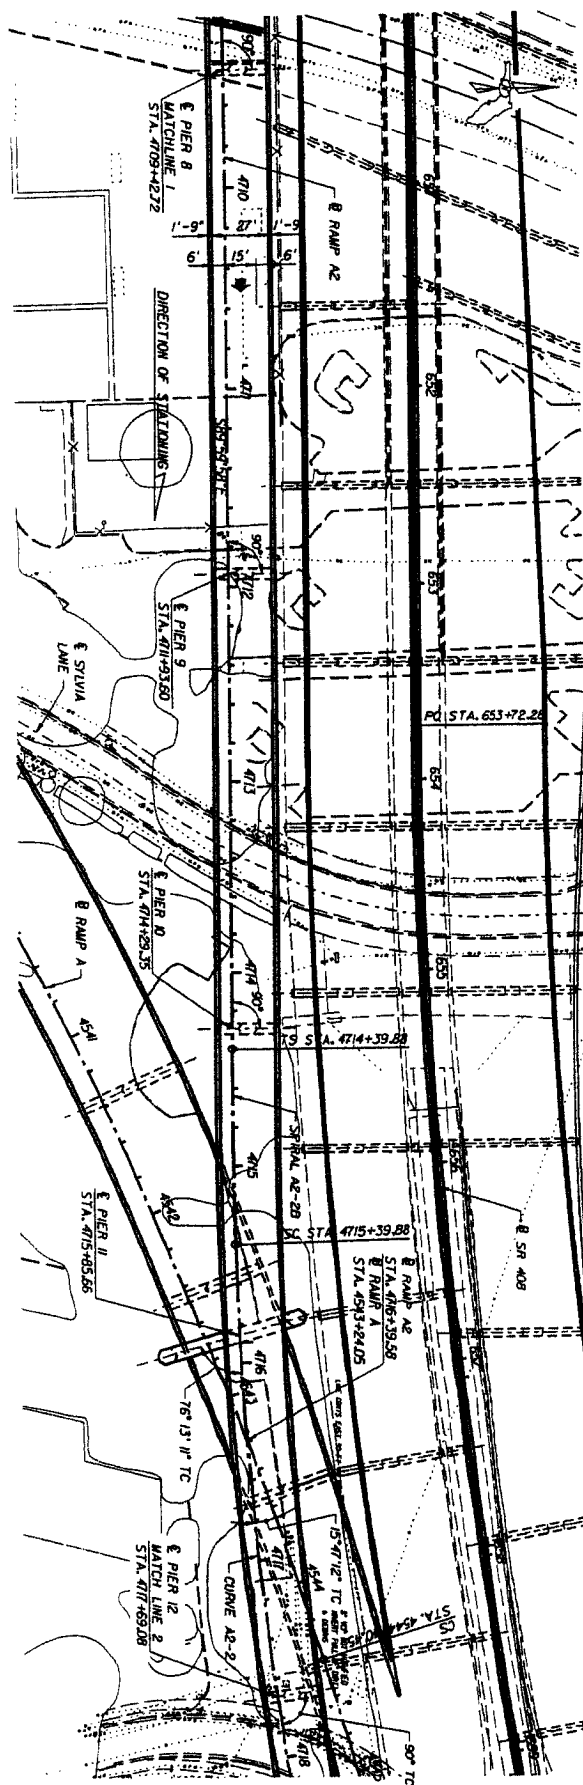 90°
℄ PIER 8
MATCHLINE 1
STA. 4709+42.72
4710
℄ RAMP A2
1'-9" 27' 1'-9
6' 15' 6'
DIRECTION OF STATIONING
652
90°
℄ PIER 9
STA. 4711+93.60
653
℄ SYLVIA
LANE
PC STA. 653+72.28
4713
654
℄ PIER 10
STA. 4714+29.35
℄ RAMP A
4714
90°
655
TS STA. 4714+39.88
4541
SPIRAL A2-2B
4715
4542
SC STA 4715+39.88
℄ PIER 11
STA. 4715+85.66
℄ SR 408
℄ RAMP A2
STA. 4716+39.58
℄ RAMP A
STA. 4543+24.05
4716
76° 13' 11" TC
15°47'12" TC
4544
CURVE A2-2
℄ PIER 12
MATCH LINE 2
STA. 4717+69.08
CS
4718
90° TC